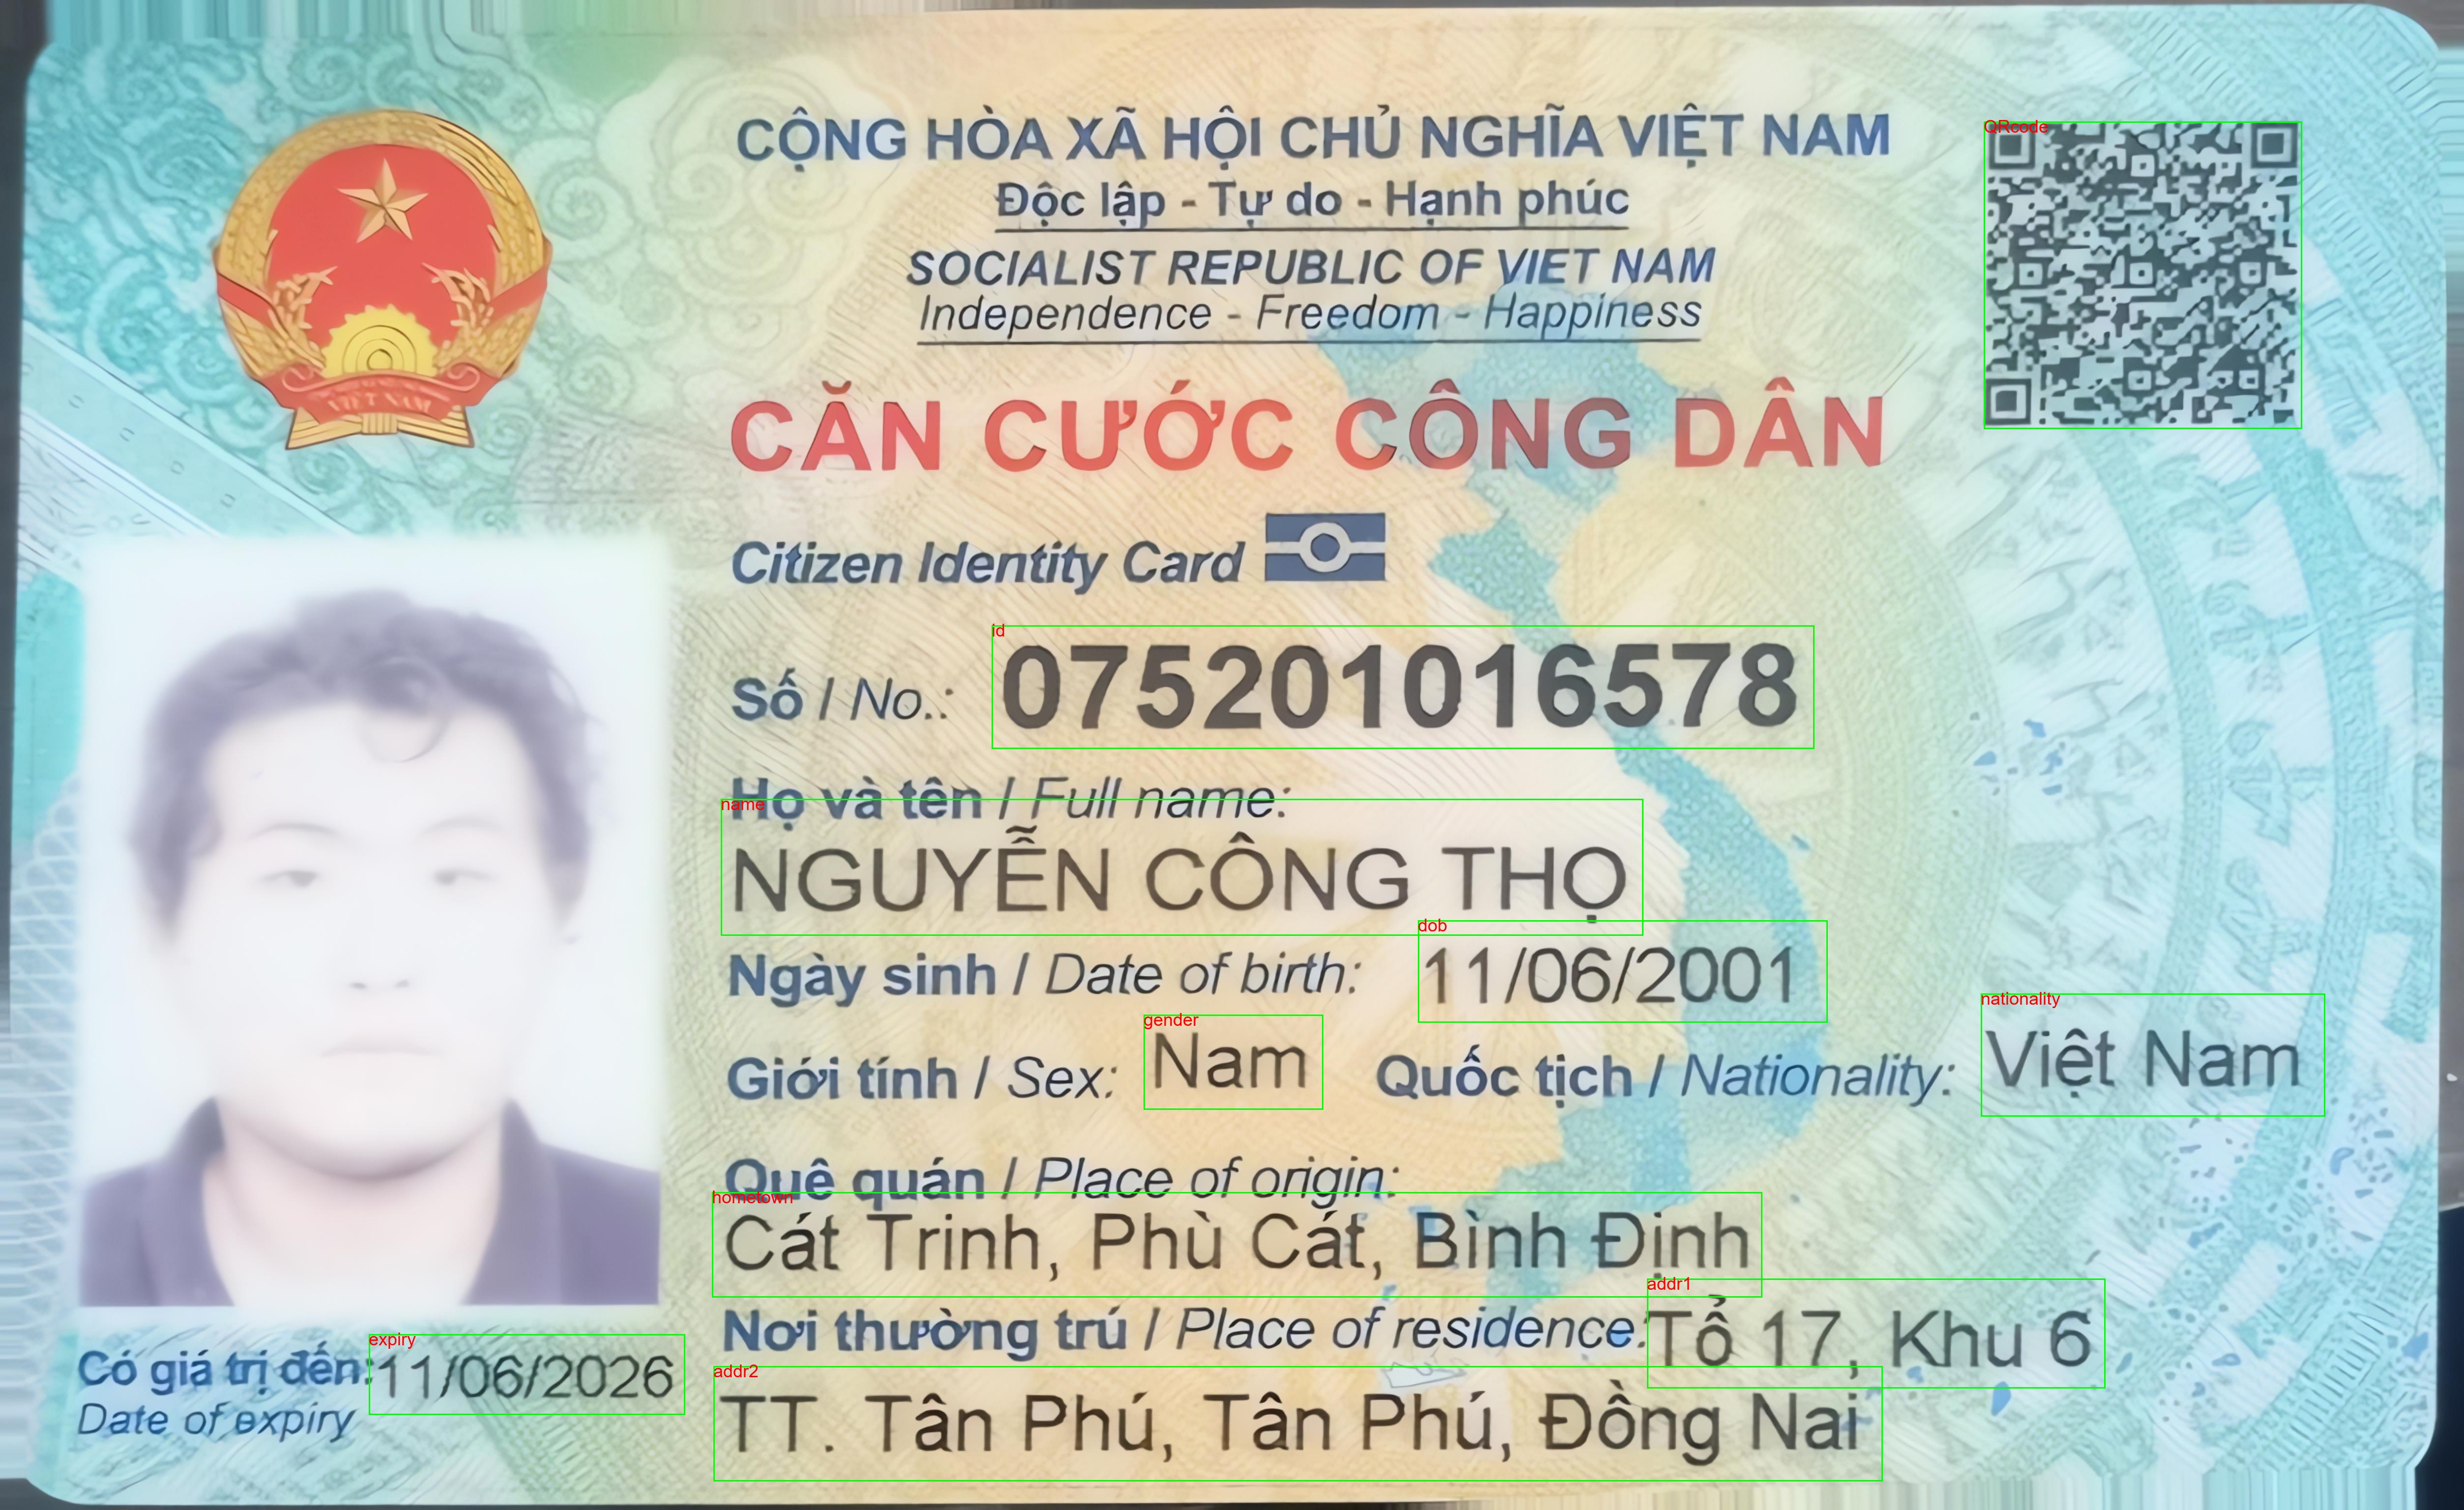 CỘNG HÒA XÃ HỘI CHỦ NGHĨA VIỆT NAM
Độc lập - Tự do - Hạnh phúc
SOCIALIST REPUBLIC OF VIET NAM
Independence - Freedom - Happiness
QRcode
VIỆT NAM
CĂN CƯỚC CÔNG DÂN
Citizen Identity Card
id
Số / No.: 075201016578
Họ và tên / Full name:
name
NGUYỄN CÔNG THỌ
dob
Ngày sinh / Date of birth: 11/06/2001
gender
nationality
Giới tính / Sex: Nam Quốc tịch / Nationality: Việt Nam
Quê quán / Place of origin:
hometown
Cát Trinh, Phù Cát, Bình Định
addr1
Nơi thường trú / Place of residence: Tổ 17, Khu 6
addr2
TT. Tân Phú, Tân Phú, Đồng Nai
expiry
Có giá trị đến: 11/06/2026
Date of expiry